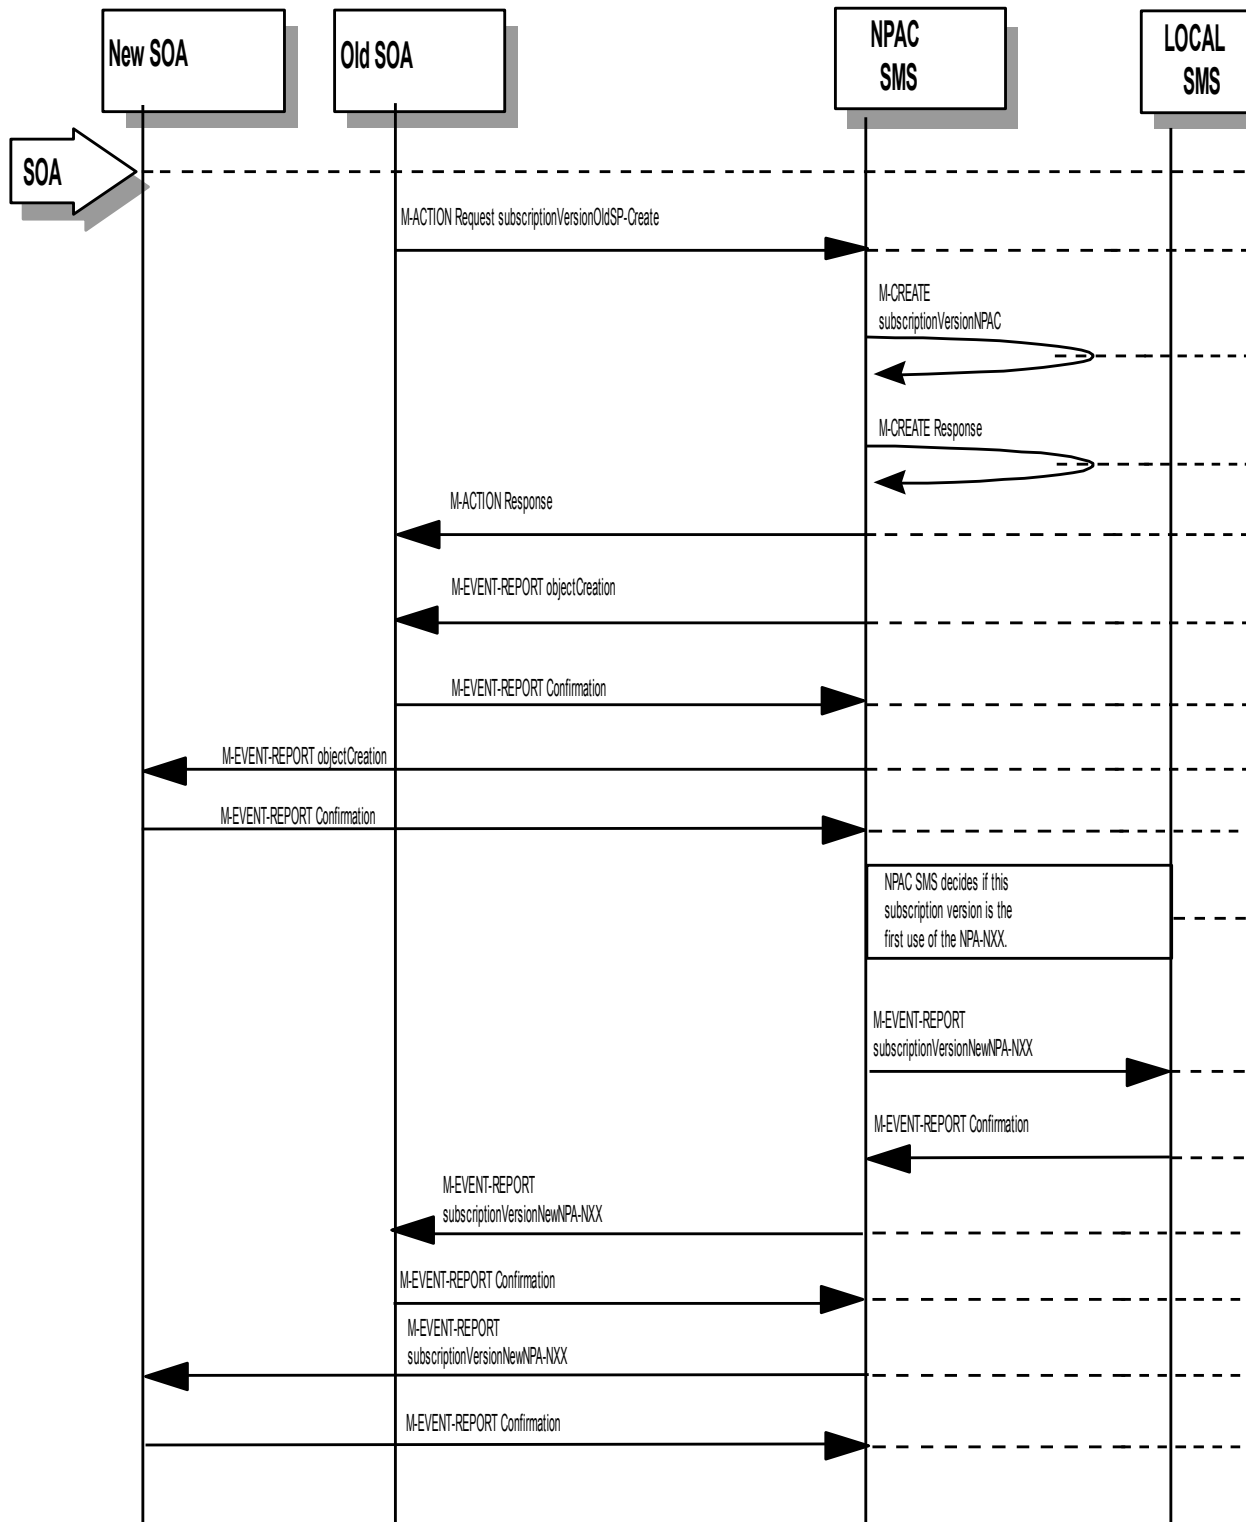 New SOA
Old SOA
NPAC
SMS
LOCAL
SMS
SOA
M-ACTION Request subscriptionVersionOldSP-Create
M-CREATE
subscriptionVersionNPAC
M-CREATE Response
M-ACTION Response
M-EVENT-REPORT objectCreation
M-EVENT-REPORT Confirmation
M-EVENT-REPORT objectCreation
M-EVENT-REPORT Confirmation
NPAC SMS decides if this
subscription version is the
first use of the NPA-NXX.
M-EVENT-REPORT
subscriptionVersionNewNPA-NXX
M-EVENT-REPORT Confirmation
M-EVENT-REPORT
subscriptionVersionNewNPA-NXX
M-EVENT-REPORT Confirmation
M-EVENT-REPORT
subscriptionVersionNewNPA-NXX
M-EVENT-REPORT Confirmation